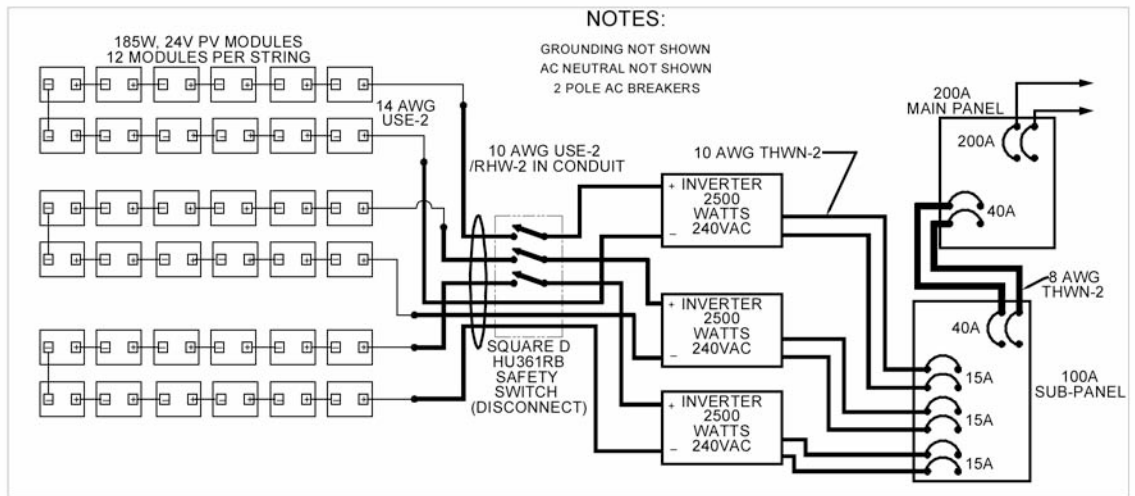 NOTES:
GROUNDING NOT SHOWN
AC NEUTRAL NOT SHOWN
2 POLE AC BREAKERS
185W, 24V PV MODULES
12 MODULES PER STRING
14 AWG
USE-2
10 AWG USE-2
/RHW-2 IN CONDUIT
SQUARE D
HU361RB
SAFETY
SWITCH
(DISCONNECT)
10 AWG THWN-2
+ INVERTER
2500
WATTS
– 240VAC
+ INVERTER
2500
WATTS
– 240VAC
+ INVERTER
2500
WATTS
– 240VAC
200A
MAIN PANEL
200A
40A
8 AWG
THWN-2
40A
15A
15A
15A
100A
SUB-PANEL